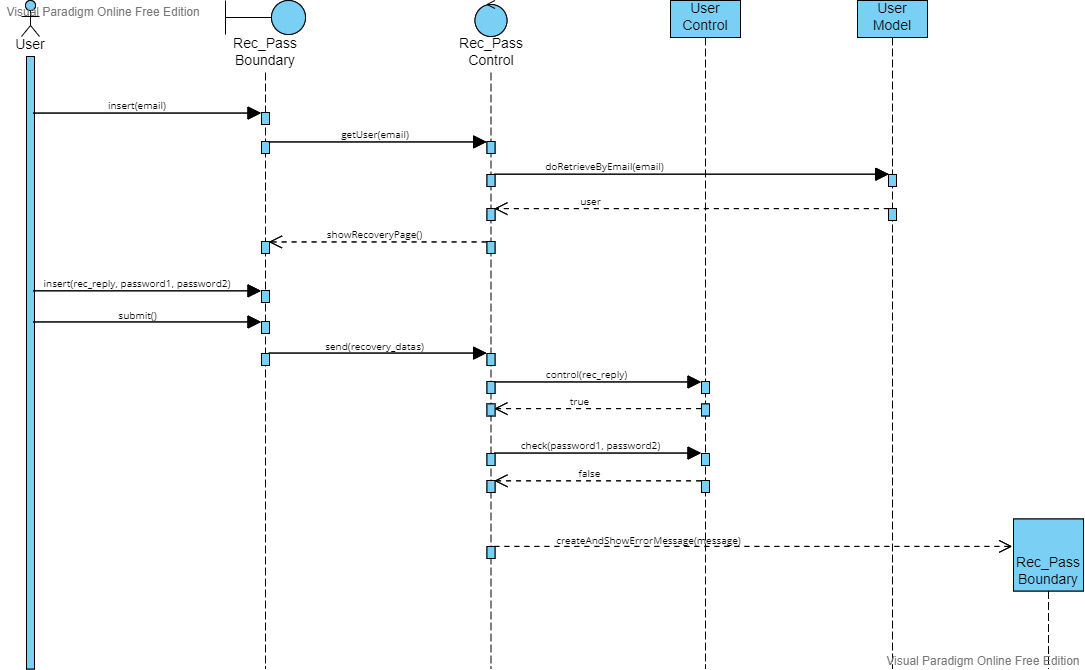 Visual Paradigm Online Free Edition
User
Rec_Pass
Boundary
Rec_Pass
Control
User
Control
User
Model
insert(email)
getUser(email)
doRetrieveByEmail(email)
user
showRecoveryPage()
insert(rec_reply, password1, password2)
submit()
send(recovery_datas)
control(rec_reply)
true
check(password1, password2)
false
createAndShowErrorMessage(message)
Rec_Pass
Boundary
Visual Paradigm Online Free Edition